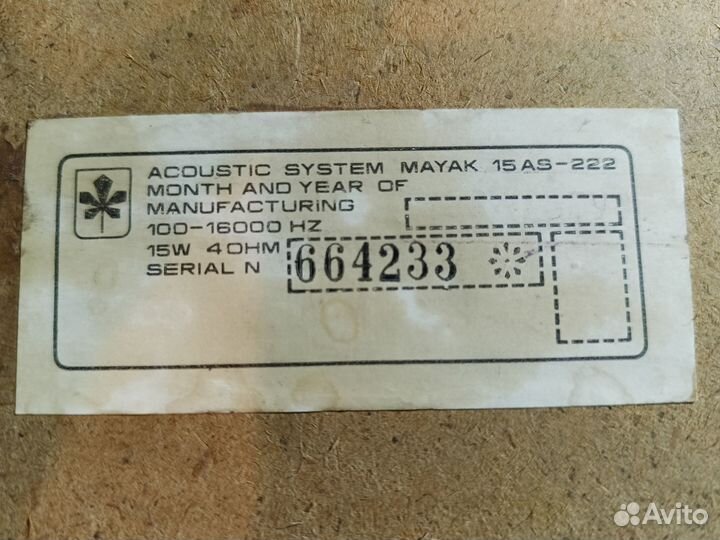 ACOUSTIC SYSTEM MAYAK 15AS-222
MONTH AND YEAR OF
MANUFACTURING
100-16000 HZ
15W 4OHM
SERIAL N 664233
Avito